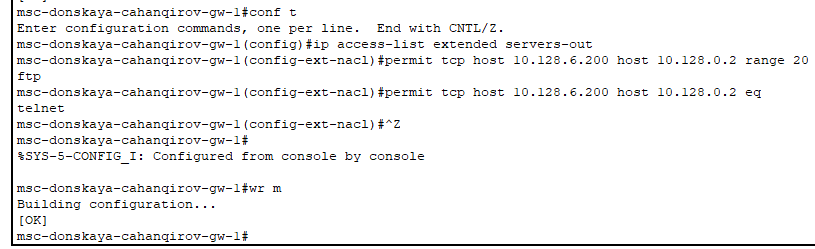 msc-donskaya-cahanqirov-gw-1#conf t
Enter configuration commands, one per line.  End with CNTL/Z.
msc-donskaya-cahanqirov-gw-1(config)#ip access-list extended servers-out
msc-donskaya-cahanqirov-gw-1(config-ext-nacl)#permit tcp host 10.128.6.200 host 10.128.0.2 range 20
ftp
msc-donskaya-cahanqirov-gw-1(config-ext-nacl)#permit tcp host 10.128.6.200 host 10.128.0.2 eq
telnet
msc-donskaya-cahanqirov-gw-1(config-ext-nacl)#^Z
msc-donskaya-cahanqirov-gw-1#
%SYS-5-CONFIG_I: Configured from console by console
msc-donskaya-cahanqirov-gw-1#wr m
Building configuration...
[OK]
msc-donskaya-cahanqirov-gw-1#